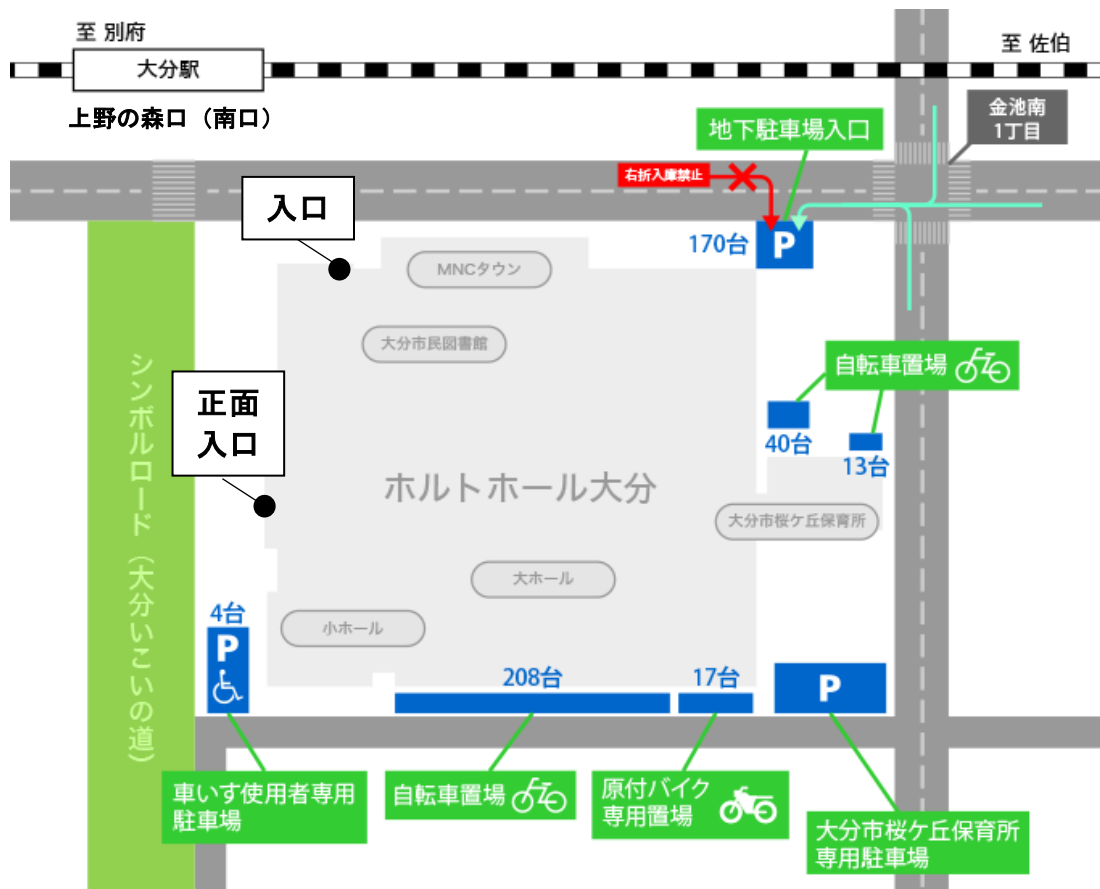 至 別府
大分駅
上野の森口（南口）
至 佐伯
金池南
1丁目
地下駐車場入口
右折入庫禁止
入口
170台
P
MNCタウン
大分市民図書館
自転車置場
40台
13台
正面
入口
シンボルロード（大分いこいの道）
ホルトホール大分
大分市桜ケ丘保育所
大ホール
小ホール
4台
P
208台
17台
P
車いす使用者専用
駐車場
自転車置場
原付バイク
専用置場
大分市桜ケ丘保育所
専用駐車場